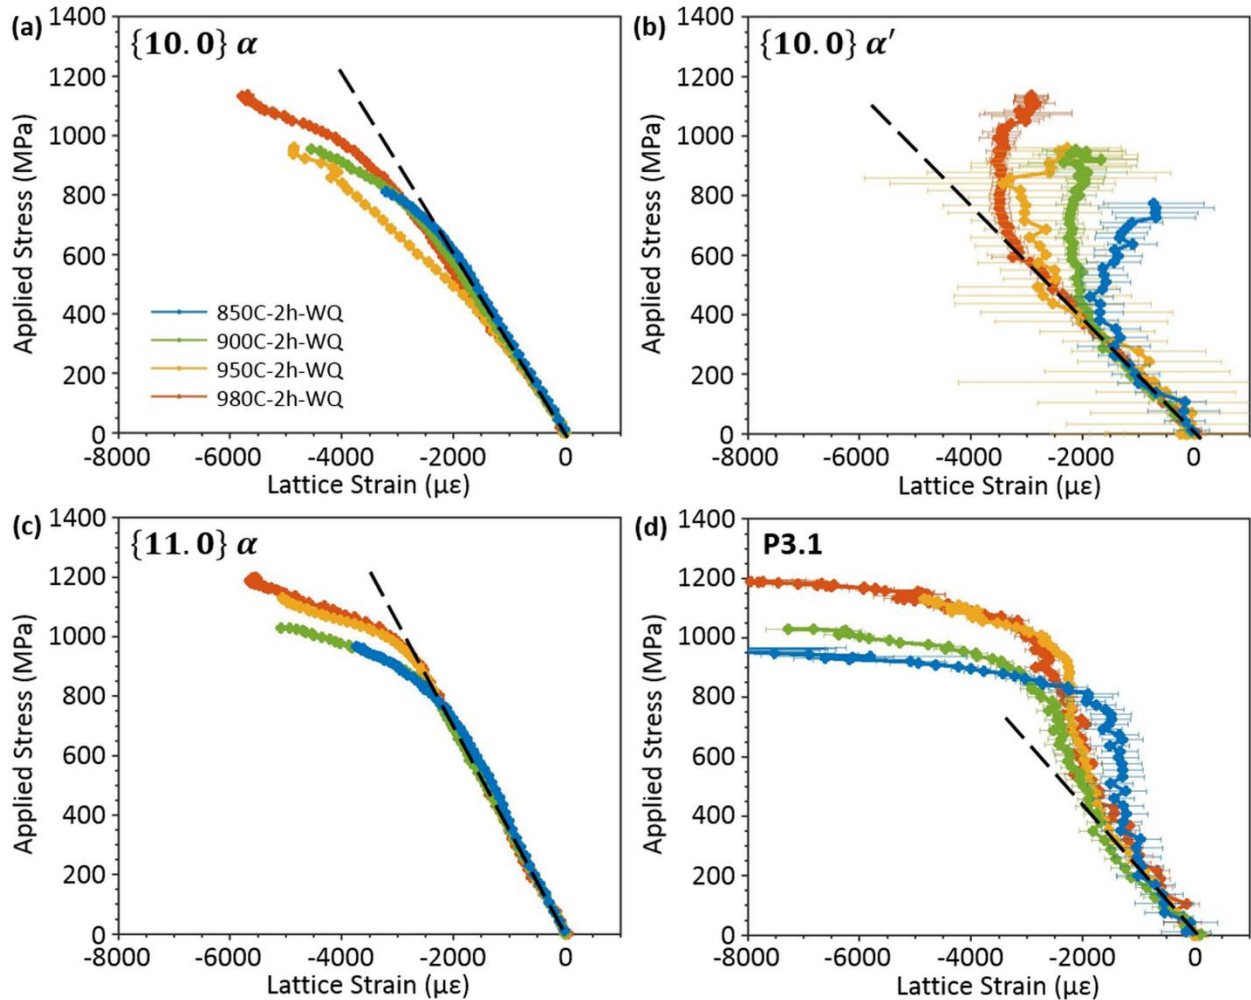 (a)
{10.0} α
1400
1200
1000
800
600
400
200
0
Applied Stress (MPa)
850C-2h-WQ
900C-2h-WQ
950C-2h-WQ
980C-2h-WQ
-8000 -6000 -4000 -2000 0
Lattice Strain (με)
(b)
{10.0} α′
1400
1200
1000
800
600
400
200
0
Applied Stress (MPa)
-8000 -6000 -4000 -2000 0
Lattice Strain (με)
(c)
{11.0} α
1400
1200
1000
800
600
400
200
0
Applied Stress (MPa)
-8000 -6000 -4000 -2000 0
Lattice Strain (με)
(d)
P3.1
1400
1200
1000
800
600
400
200
0
Applied Stress (MPa)
-8000 -6000 -4000 -2000 0
Lattice Strain (με)